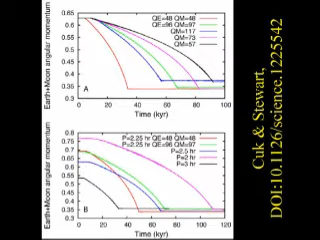 Earth+Moon angular momentum
0.65
0.6
0.55
0.5
0.45
0.4
0.35
0.3
QE=48 QM=48
QE=96 QM=97
QM=117
QM=73
QM=57
A
0 20 40 60 80 100
Time (kyr)
Earth+Moon angular momentum
0.8
0.75
0.7
0.65
0.6
0.55
0.5
0.45
0.4
0.35
0.3
P=2.25 hr QE=48 QM=48
P=2.25 hr QE=96 QM=97
P=2.5 hr
P=2 hr
P=3 hr
B
0 20 40 60 80 100 120
Time (kyr)
Cuk & Stewart,
DOI:10.1126/science.1225542